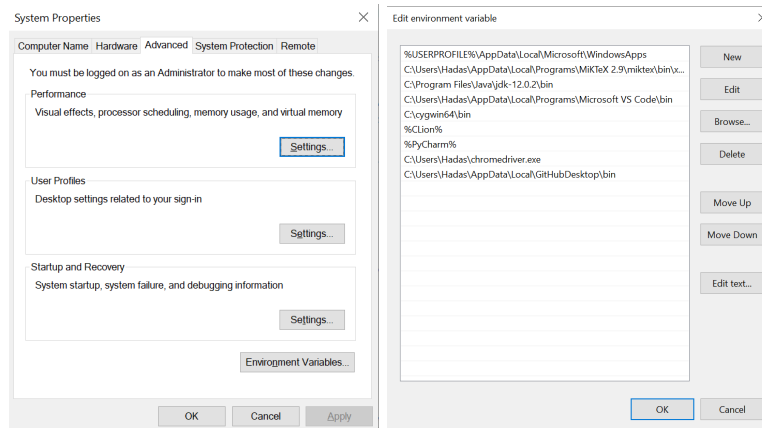 System Properties
Computer Name Hardware Advanced System Protection Remote
You must be logged on as an Administrator to make most of these changes.
Performance
Visual effects, processor scheduling, memory usage, and virtual memory
Settings...
User Profiles
Desktop settings related to your sign-in
Settings...
Startup and Recovery
System startup, system failure, and debugging information
Settings...
Environment Variables...
OK Cancel Apply
Edit environment variable
%USERPROFILE%\AppData\Local\Microsoft\WindowsApps
C:\Users\Hadas\AppData\Local\Programs\MiKTeX 2.9\miktex\bin\x...
C:\Program Files\Java\jdk-12.0.2\bin
C:\Users\Hadas\AppData\Local\Programs\Microsoft VS Code\bin
C:\cygwin64\bin
%CLion%
%PyCharm%
C:\Users\Hadas\chromedriver.exe
C:\Users\Hadas\AppData\Local\GitHubDesktop\bin
New
Edit
Browse...
Delete
Move Up
Move Down
Edit text...
OK Cancel